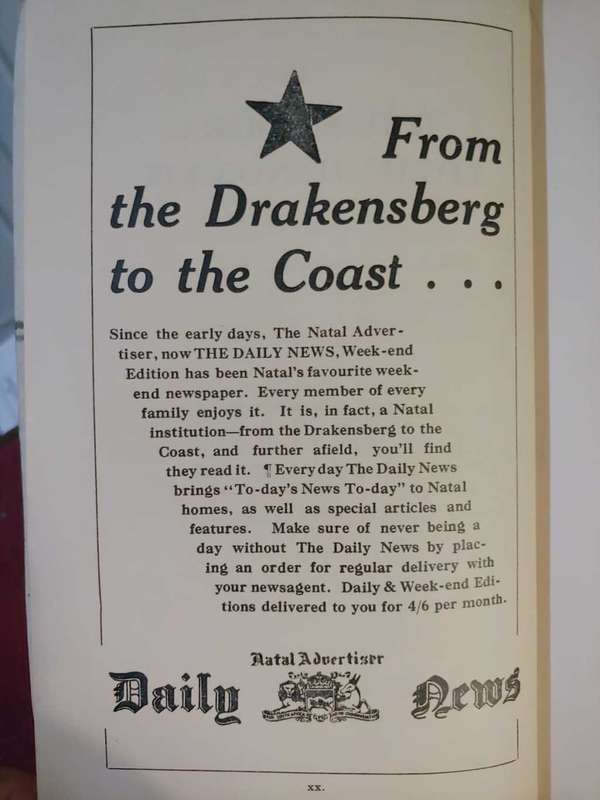 From
the Drakensberg
to the Coast . . .
Since the early days, The Natal Adver-
tiser, now THE DAILY NEWS, Week-end
Edition has been Natal's favourite week-
end newspaper. Every member of every
family enjoys it. It is, in fact, a Natal
institution—from the Drakensberg to the
Coast, and further afield, you'll find
they read it. ¶ Everyday The Daily News
brings "To-day's News To-day" to Natal
homes, as well as special articles and
features. Make sure of never being a
day without The Daily News by plac-
ing an order for regular delivery with
your newsagent. Daily & Week-end Edi-
tions delivered to you for 4/6 per month.
Natal Advertiser
Daily News
xx.